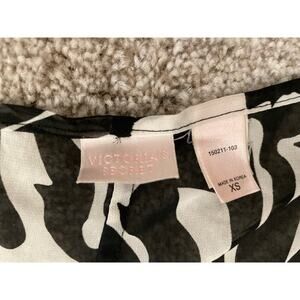 VICTORIA'S
SECRET
150211-103
MADE IN KOREA
XS